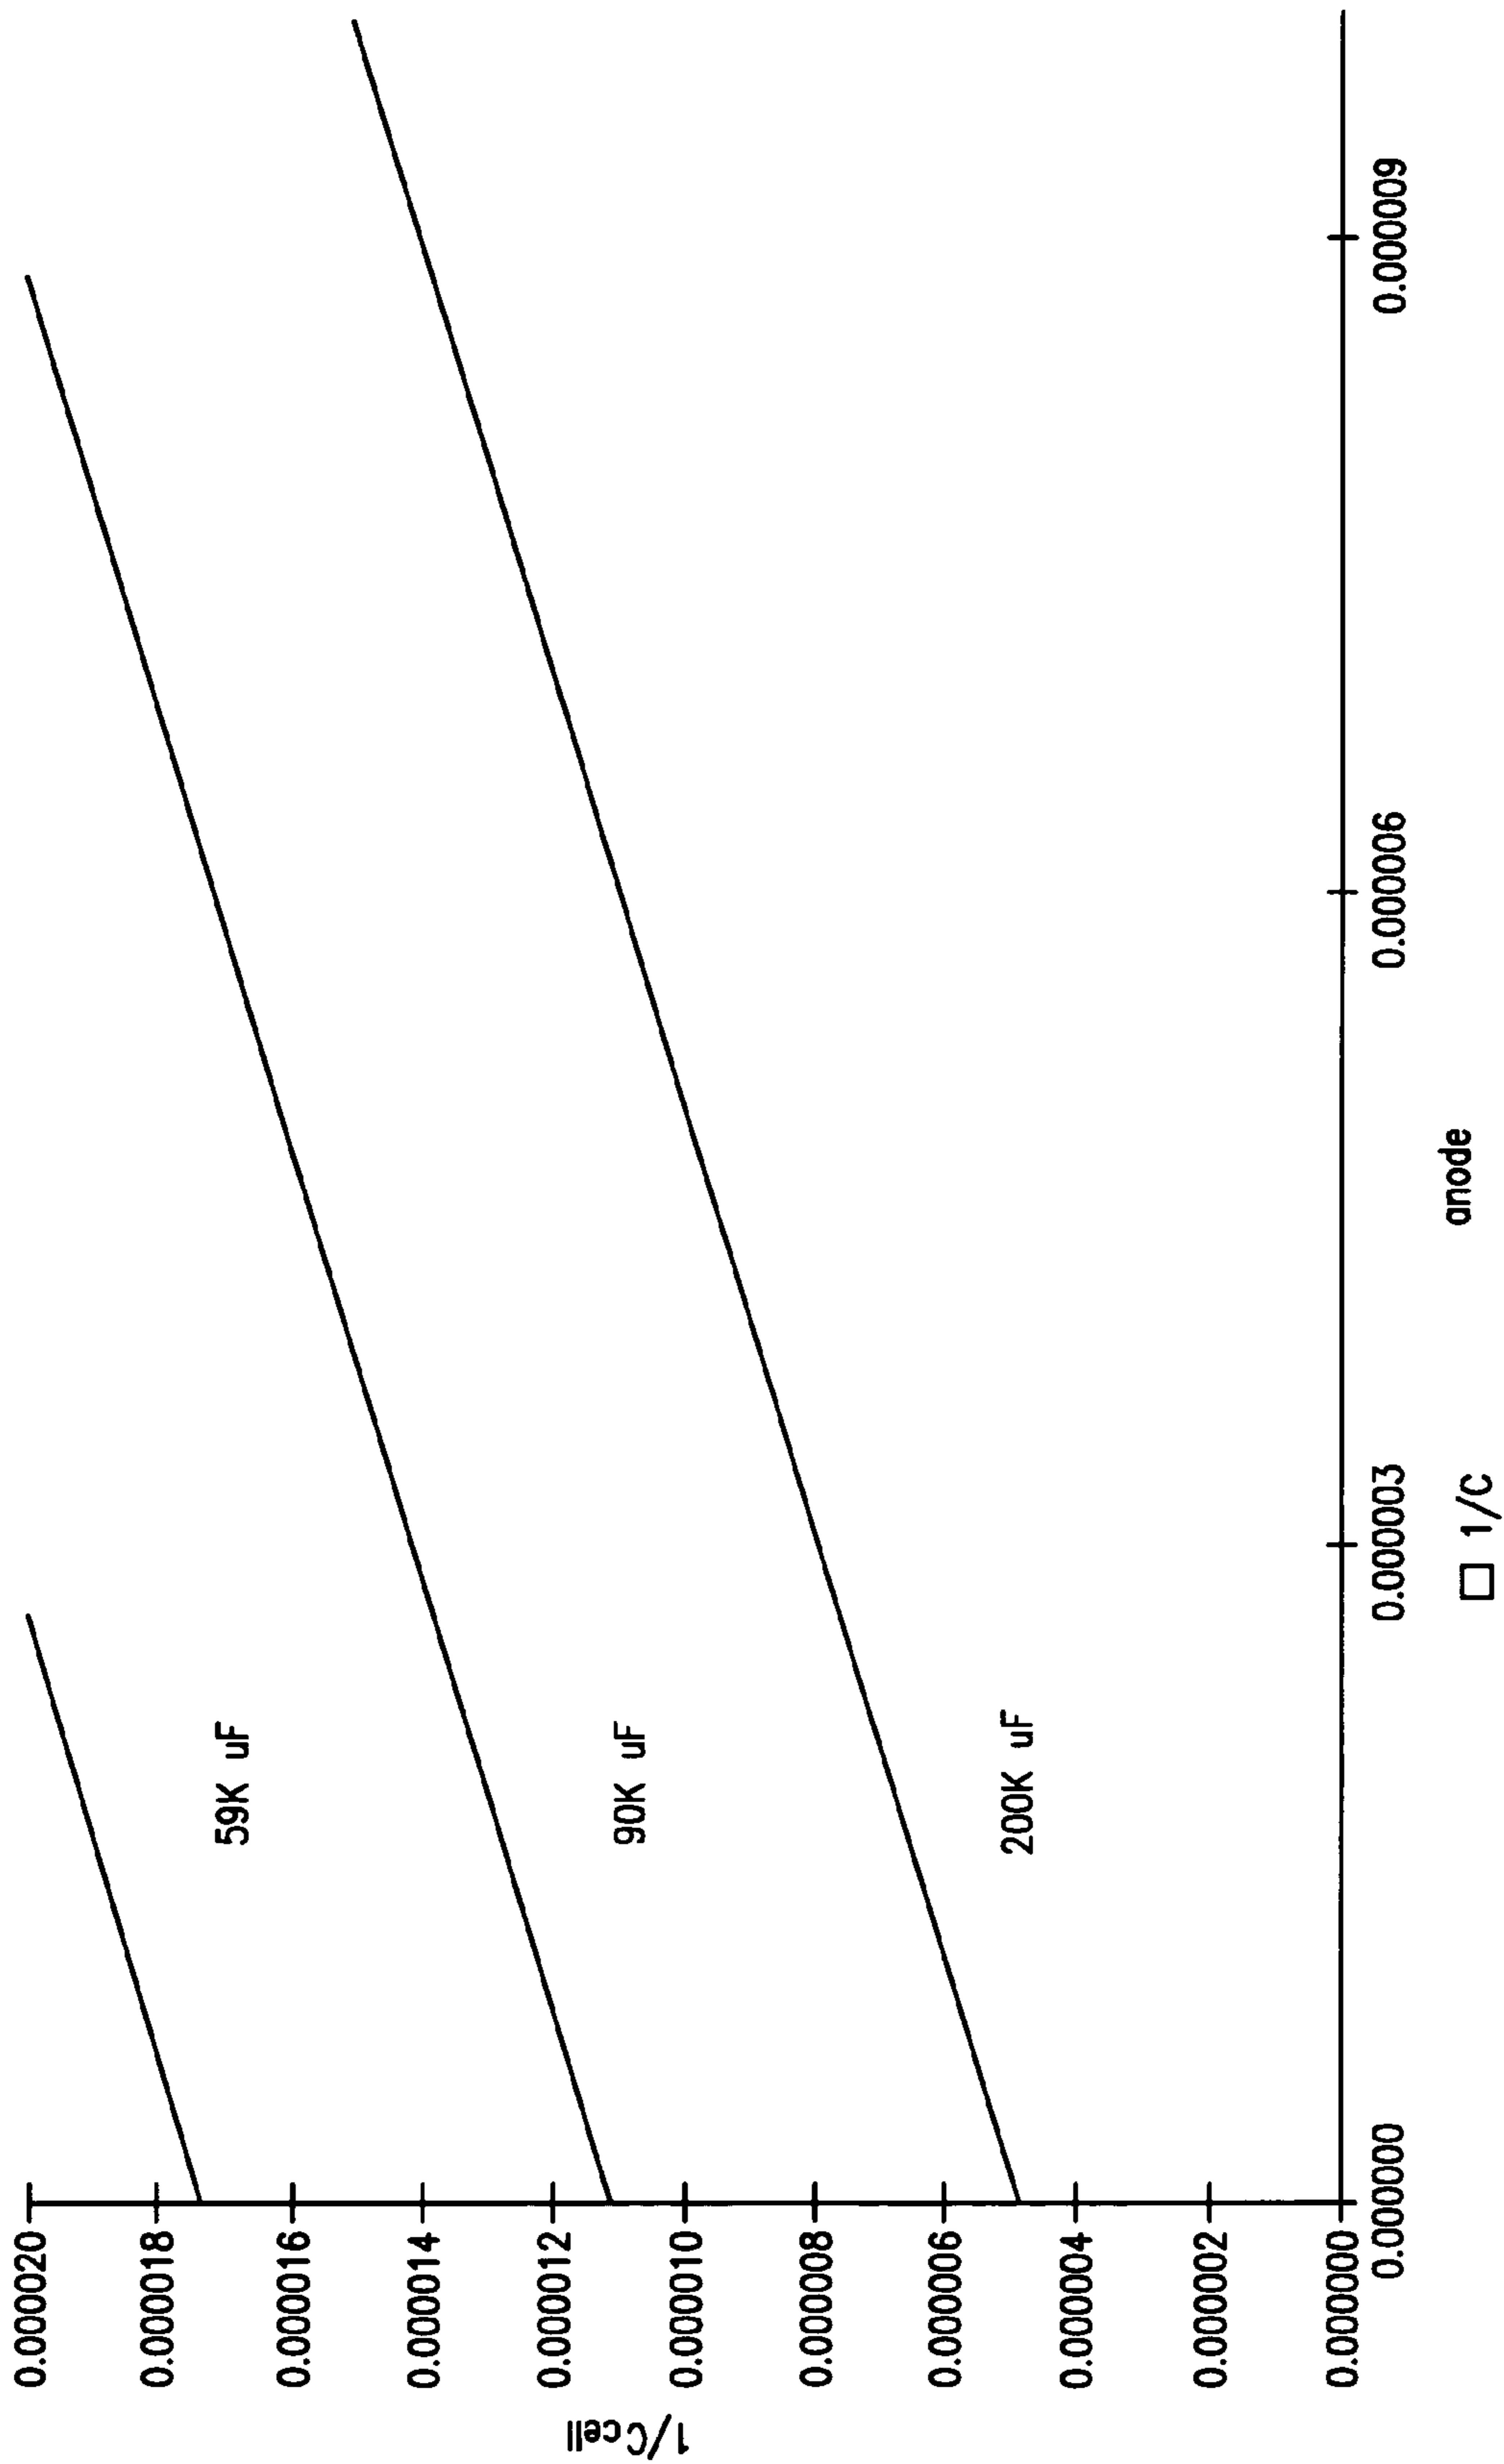 0.000020
0.000018
0.000016
0.000014
0.000012
0.000010
0.000008
0.000006
0.000004
0.000002
0.000000
1/Ccell
59K uF
90K uF
200K uF
0.000000
0.000003
0.000006
0.000009
anode
1/C